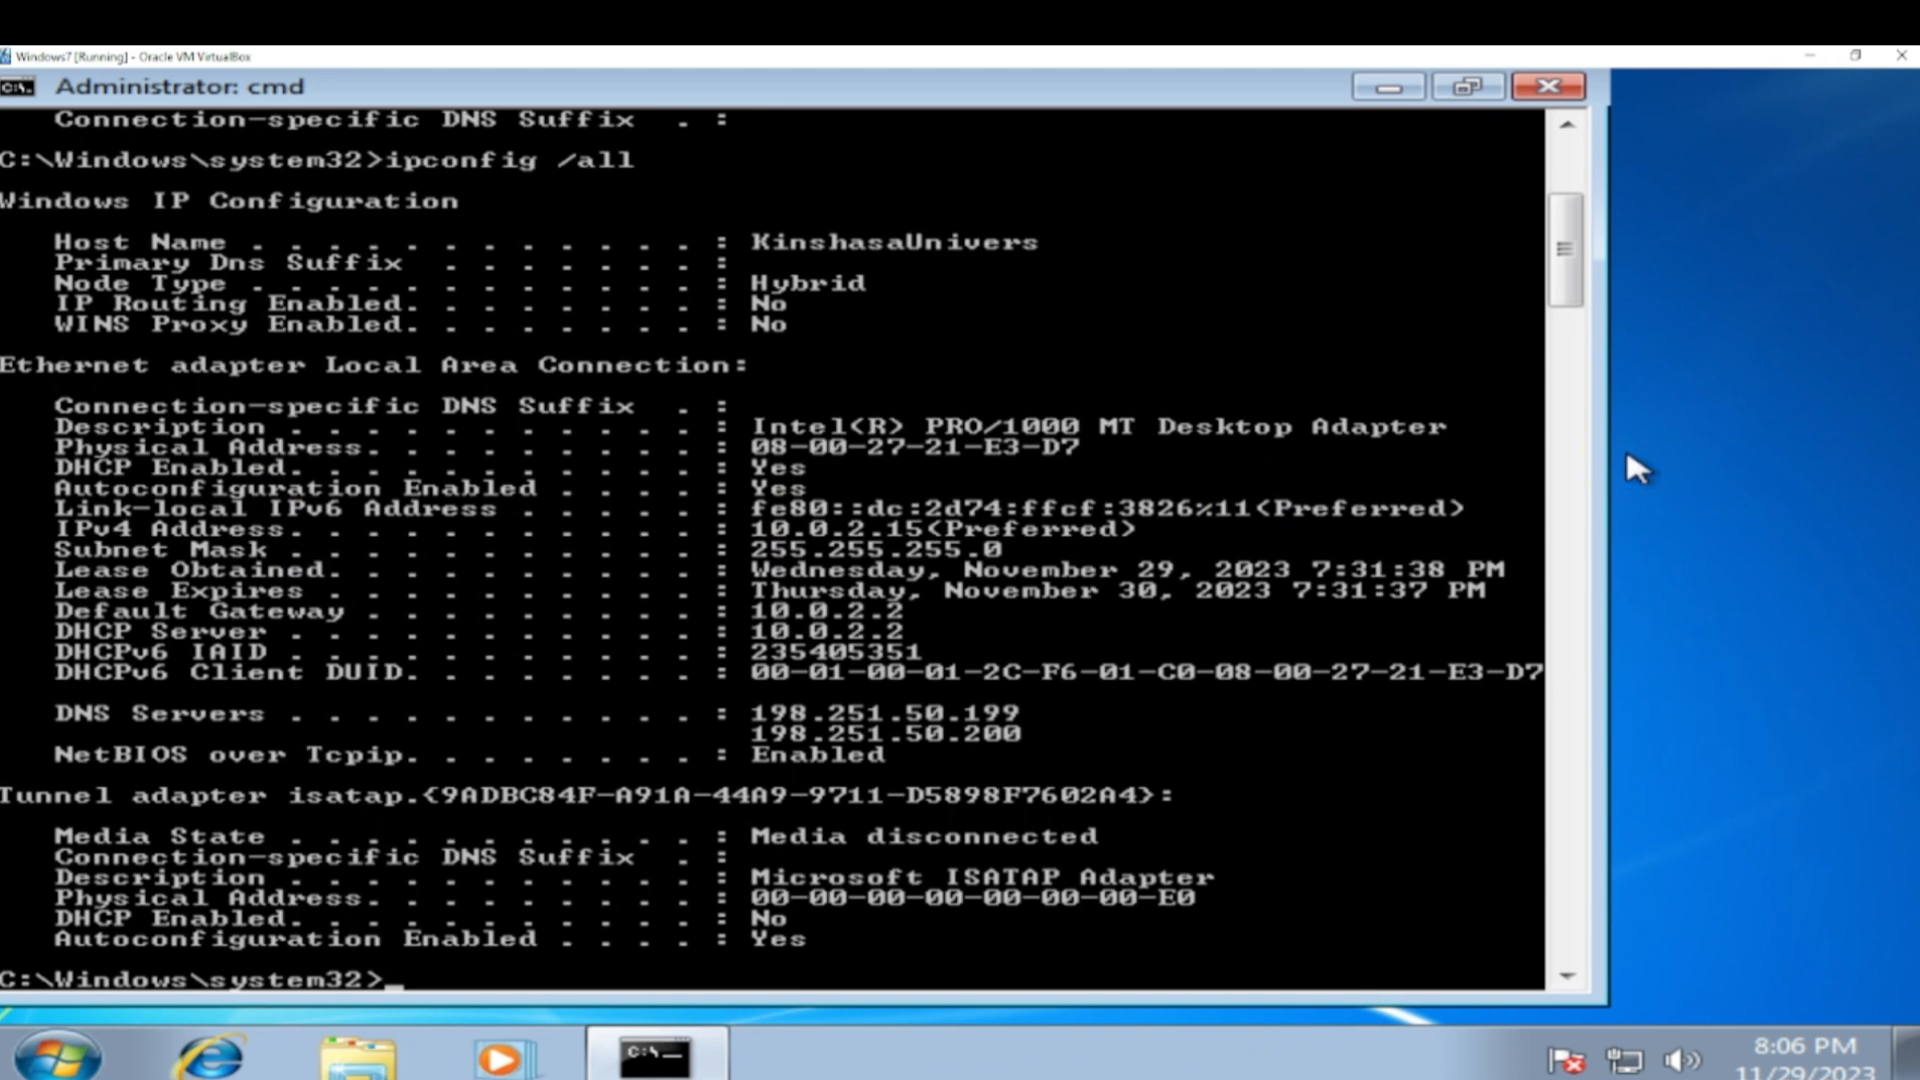 Windows7 [Running] - Oracle VM VirtualBox
Administrator: cmd
Connection-specific DNS Suffix . :
C:\Windows\system32>ipconfig /all
Windows IP Configuration
Host Name . . . . . . . . . . . . : KinshasaUnivers
Primary Dns Suffix . . . . . . . :
Node Type . . . . . . . . . . . . : Hybrid
IP Routing Enabled. . . . . . . . : No
WINS Proxy Enabled. . . . . . . . : No
Ethernet adapter Local Area Connection:
Connection-specific DNS Suffix . :
Description . . . . . . . . . . . : Intel(R) PRO/1000 MT Desktop Adapter
Physical Address. . . . . . . . . : 08-00-27-21-E3-D7
DHCP Enabled. . . . . . . . . . . : Yes
Autoconfiguration Enabled . . . . : Yes
Link-local IPv6 Address . . . . . : fe80::dc:2d74:ffcf:3826%11(Preferred)
IPv4 Address. . . . . . . . . . . : 10.0.2.15(Preferred)
Subnet Mask . . . . . . . . . . . : 255.255.255.0
Lease Obtained. . . . . . . . . . : Wednesday, November 29, 2023 7:31:38 PM
Lease Expires . . . . . . . . . . : Thursday, November 30, 2023 7:31:37 PM
Default Gateway . . . . . . . . . : 10.0.2.2
DHCP Server . . . . . . . . . . . : 10.0.2.2
DHCPv6 IAID . . . . . . . . . . . : 235405351
DHCPv6 Client DUID. . . . . . . . : 00-01-00-01-2C-F6-01-C0-08-00-27-21-E3-D7
DNS Servers . . . . . . . . . . . : 198.251.50.199
198.251.50.200
NetBIOS over Tcpip. . . . . . . . : Enabled
Tunnel adapter isatap.{9ADBC84F-A91A-44A9-9711-D5898F7602A4}:
Media State . . . . . . . . . . . : Media disconnected
Connection-specific DNS Suffix . :
Description . . . . . . . . . . . : Microsoft ISATAP Adapter
Physical Address. . . . . . . . . : 00-00-00-00-00-00-00-E0
DHCP Enabled. . . . . . . . . . . : No
Autoconfiguration Enabled . . . . : Yes
C:\Windows\system32>_
C:\
8:06 PM
11/29/2023